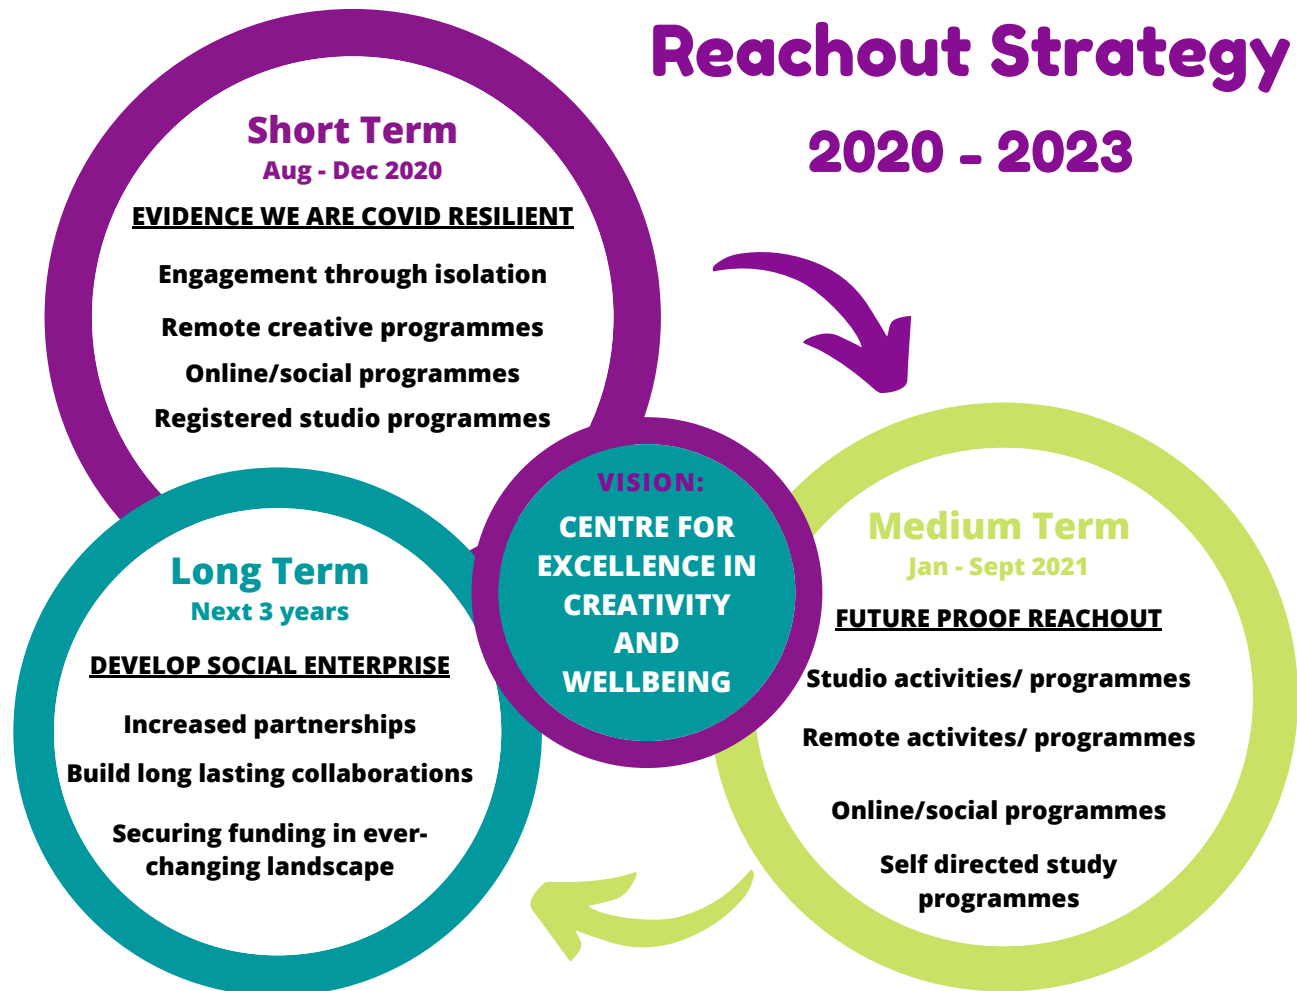 Reachout Strategy
2020 - 2023
Short Term
Aug - Dec 2020
EVIDENCE WE ARE COVID RESILIENT
Engagement through isolation
Remote creative programmes
Online/social programmes
Registered studio programmes
VISION:
CENTRE FOR
EXCELLENCE IN
CREATIVITY
AND
WELLBEING
Medium Term
Jan - Sept 2021
FUTURE PROOF REACHOUT
Studio activities/ programmes
Remote activites/ programmes
Online/social programmes
Self directed study
programmes
Long Term
Next 3 years
DEVELOP SOCIAL ENTERPRISE
Increased partnerships
Build long lasting collaborations
Securing funding in ever-
changing landscape